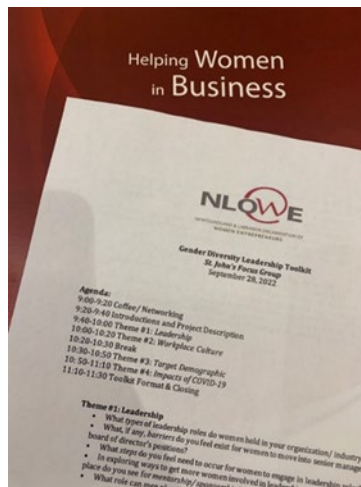 Helping Women
in Business
NLOWE
NEWFOUNDLAND & LABRADOR ORGANIZATION OF
WOMEN ENTREPRENEURS
Gender Diversity Leadership Toolkit
St. John's Focus Group
September 28, 2022
Agenda:
9:00-9:20 Coffee/ Networking
9:20-9:40 Introductions and Project Description
9:40-10:00 Theme #1: Leadership
10:00-10:20 Theme #2: Workplace Culture
10:20-10:30 Break
10:30-10:50 Theme #3: Target Demographic
10: 50-11:10 Theme #4: Impacts of COVID-19
11:10-11:30 Toolkit Format & Closing
Theme #1: Leadership
• What types of leadership roles do women hold in your organization/ industry
• What, if any, barriers do you feel exist for women to move into senior
board of director's positions?
• What steps do you feel need to occur for women to engage in leadership
• In exploring ways to get more women involved in
place do you see for mentorship/
• What role can men